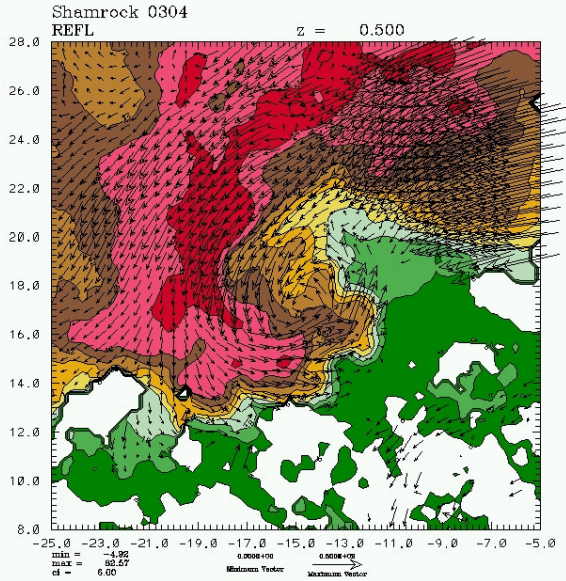 Shamrock 0304
REFL z = 0.500
28.0
26.0
24.0
22.0
20.0
18.0
16.0
14.0
12.0
10.0
8.0
-25.0 -23.0 -21.0 -19.0 -17.0 -15.0 -13.0 -11.0 -9.0 -7.0 -5.0
min = -4.92 0.000E+00
max = 62.57 Minimum Vector Maximum Vector
ci = 6.00